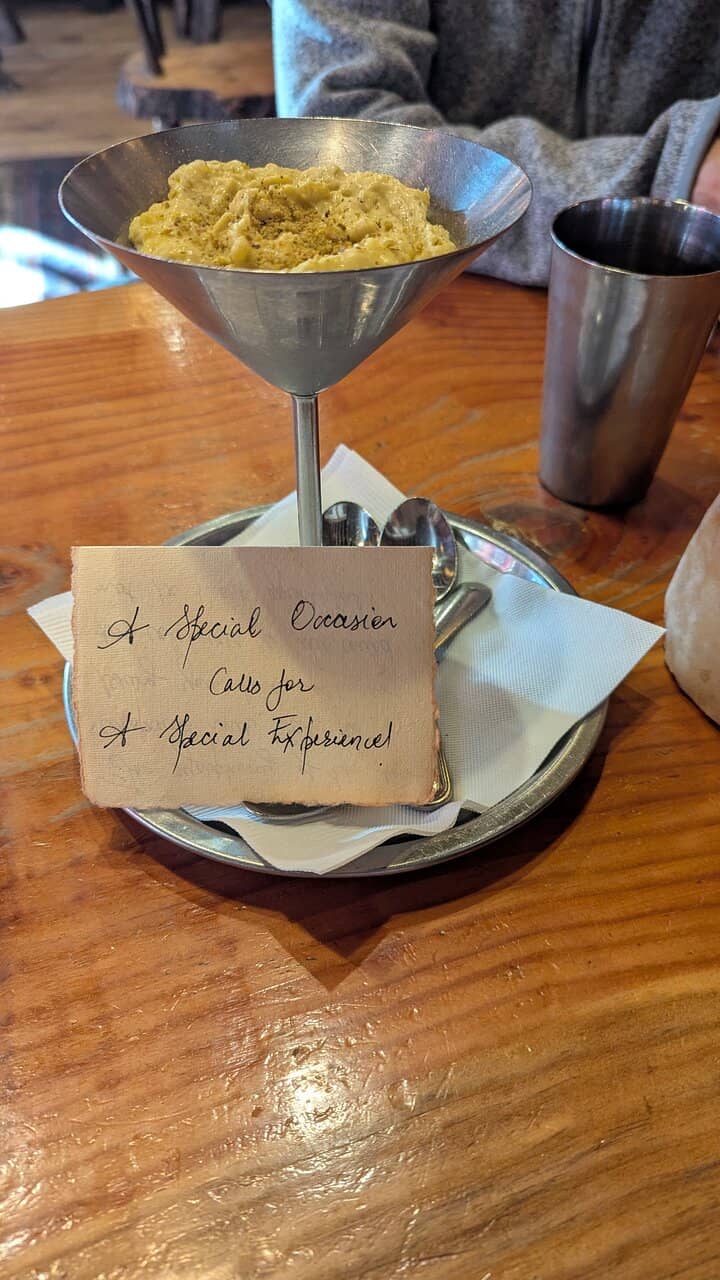 A Special Occasion
Calls for
A Special Experience!